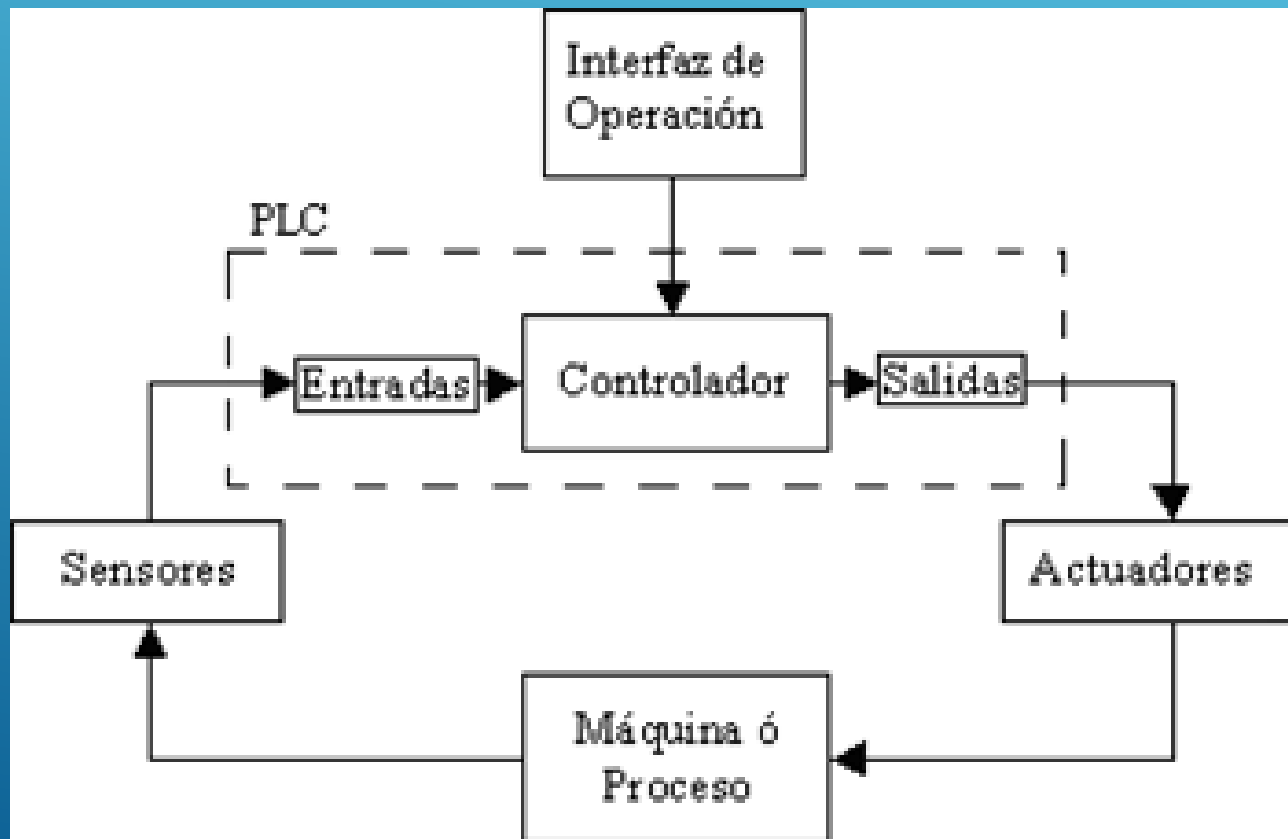 Interfaz de
Operación
PLC
Entradas
Controlador
Salidas
Sensores
Actuadores
Máquina ó
Proceso